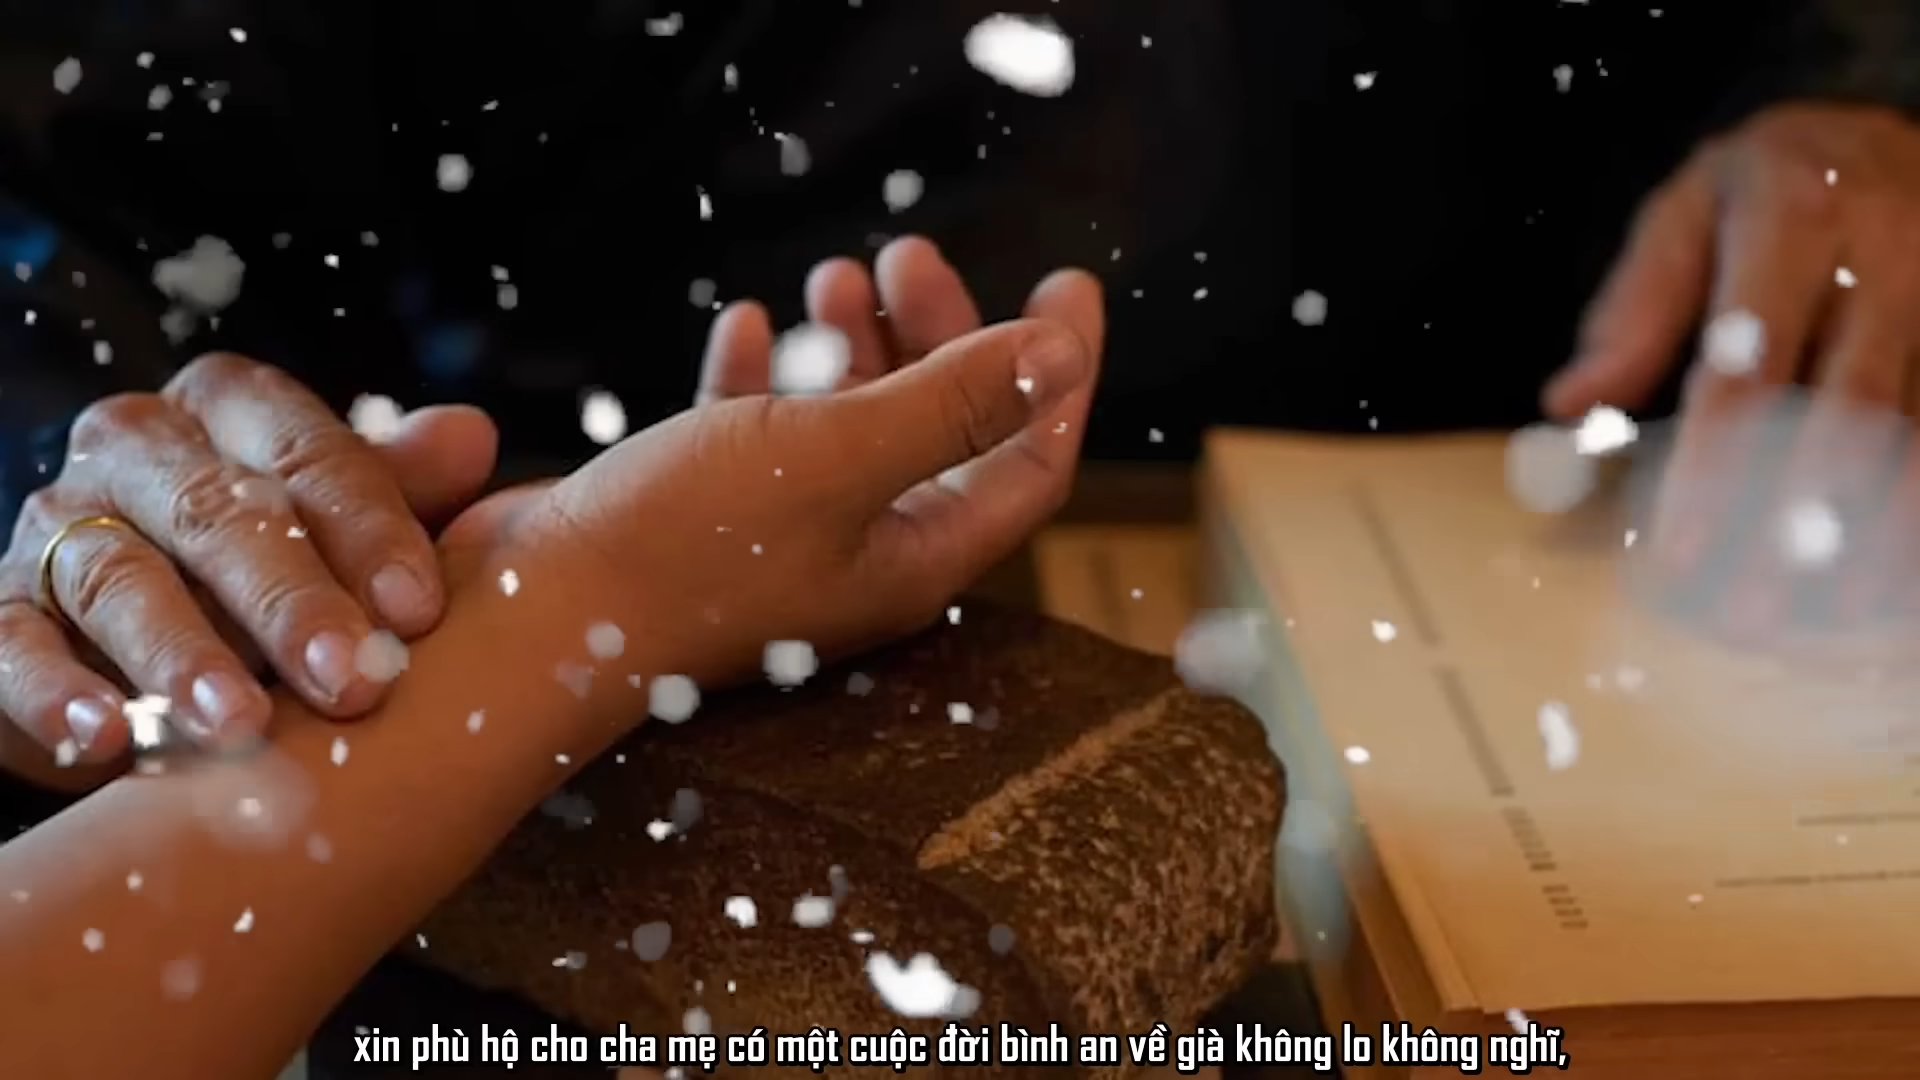 xin phù hộ cho cha mẹ có một cuộc đời bình an về già không lo không nghĩ,